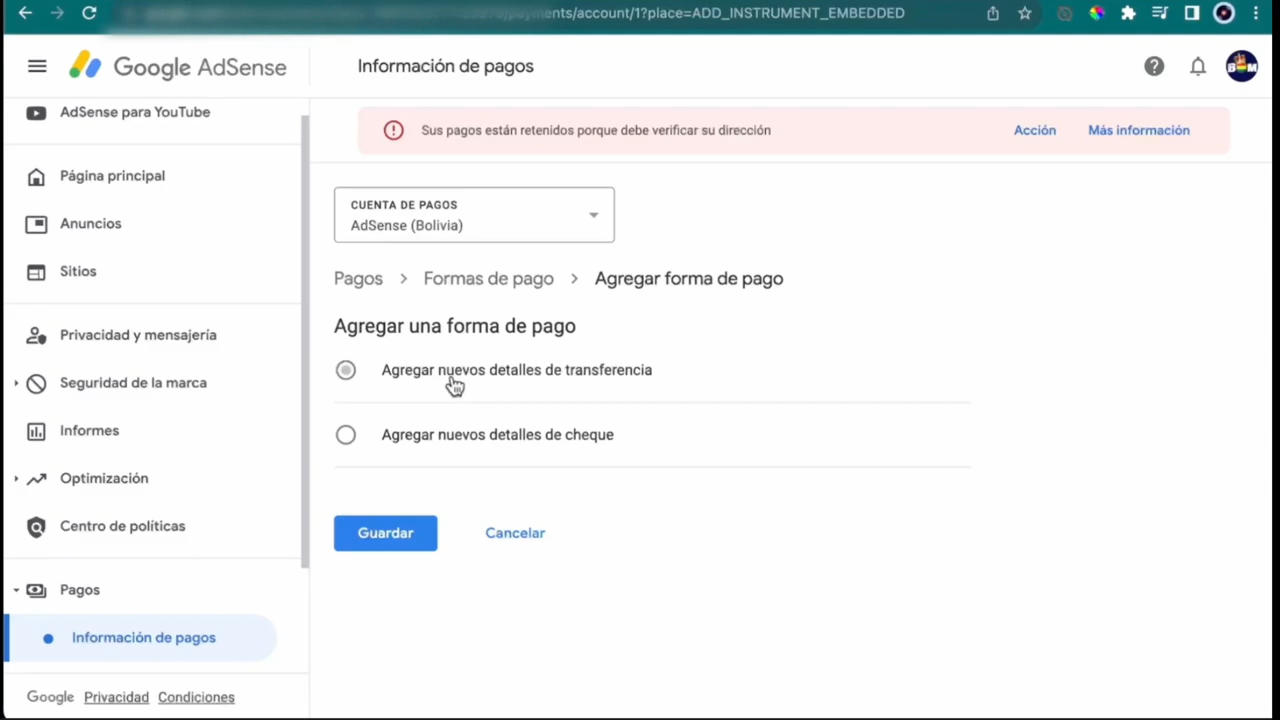 payments/account/1?place=ADD_INSTRUMENT_EMBEDDED
Google AdSense
Información de pagos
AdSense para YouTube
Sus pagos están retenidos porque debe verificar su dirección
Acción
Más información
Página principal
Anuncios
Sitios
Privacidad y mensajería
Seguridad de la marca
Informes
Optimización
Centro de políticas
Pagos
Información de pagos
Google Privacidad Condiciones
CUENTA DE PAGOS
AdSense (Bolivia)
Pagos > Formas de pago > Agregar forma de pago
Agregar una forma de pago
Agregar nuevos detalles de transferencia
Agregar nuevos detalles de cheque
Guardar
Cancelar